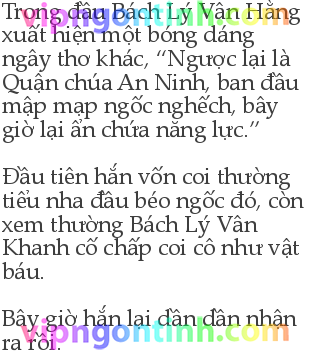 Trong đầu Bách Lý Vân Hằng
xuất hiện một bóng dáng
ngây thơ khác, “Ngược lại là
Quận chúa An Ninh, ban đầu
mập mạp ngốc nghếch, bây
giờ lại ẩn chứa năng lực.”
Đầu tiên hắn vốn coi thường
tiểu nha đầu béo ngốc đó, còn
xem thường Bách Lý Vân
Khanh cố chấp coi cô như vật
báu.
Bây giờ hắn lại dần dần nhận
ra rồi.
vipngontinh.com
vipngontinh.com